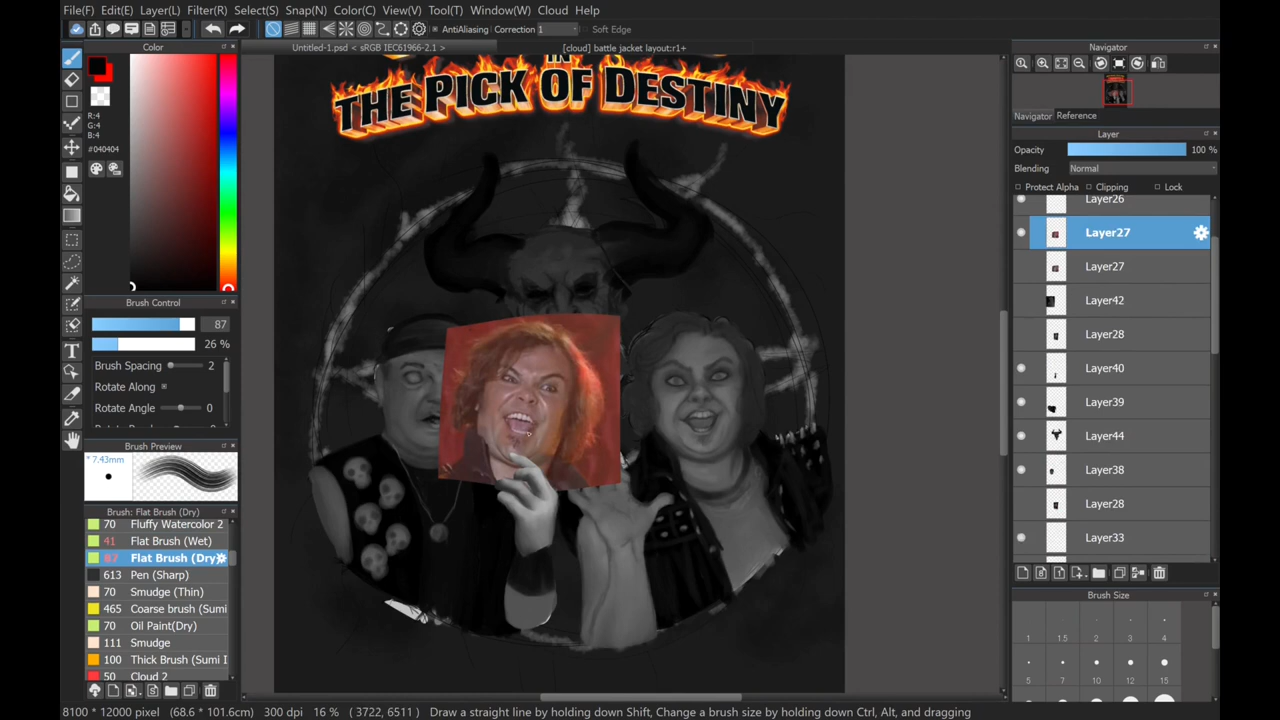 File(F) Edit(E) Layer(L) Filter(R) Select(S) Snap(N) Color(C) View(V) Tool(T) Window(W) Cloud Help
AntiAliasing Correction 1 Soft Edge
Color
Untitled-1.psd < sRGB IEC61966-2.1 >
[cloud] battle jacket layout:r1+
Navigator
IN
THE PICK OF DESTINY
R:4
G:4
B:4
#040404
Navigator Reference
Layer
Opacity 100 %
Blending Normal
Protect Alpha Clipping Lock
Layer26
Layer27
Layer27
Layer42
Layer28
Layer40
Layer39
Layer44
Layer38
Layer28
Layer33
Brush Control
87
26 %
Brush Spacing 2
Rotate Along
Rotate Angle 0
Brush Preview
* 7.43mm
Brush: Flat Brush (Dry)
70 Fluffy Watercolor 2
41 Flat Brush (Wet)
87 Flat Brush (Dry)
613 Pen (Sharp)
70 Smudge (Thin)
465 Coarse brush (Sumi
70 Oil Paint(Dry)
111 Smudge
100 Thick Brush (Sumi I
50 Cloud 2
Brush Size
1 1.5 2 3 4
5 7 10 12 15
8100 * 12000 pixel (68.6 * 101.6cm) 300 dpi 16 % ( 3722, 6511 ) Draw a straight line by holding down Shift, Change a brush size by holding down Ctrl, Alt, and dragging